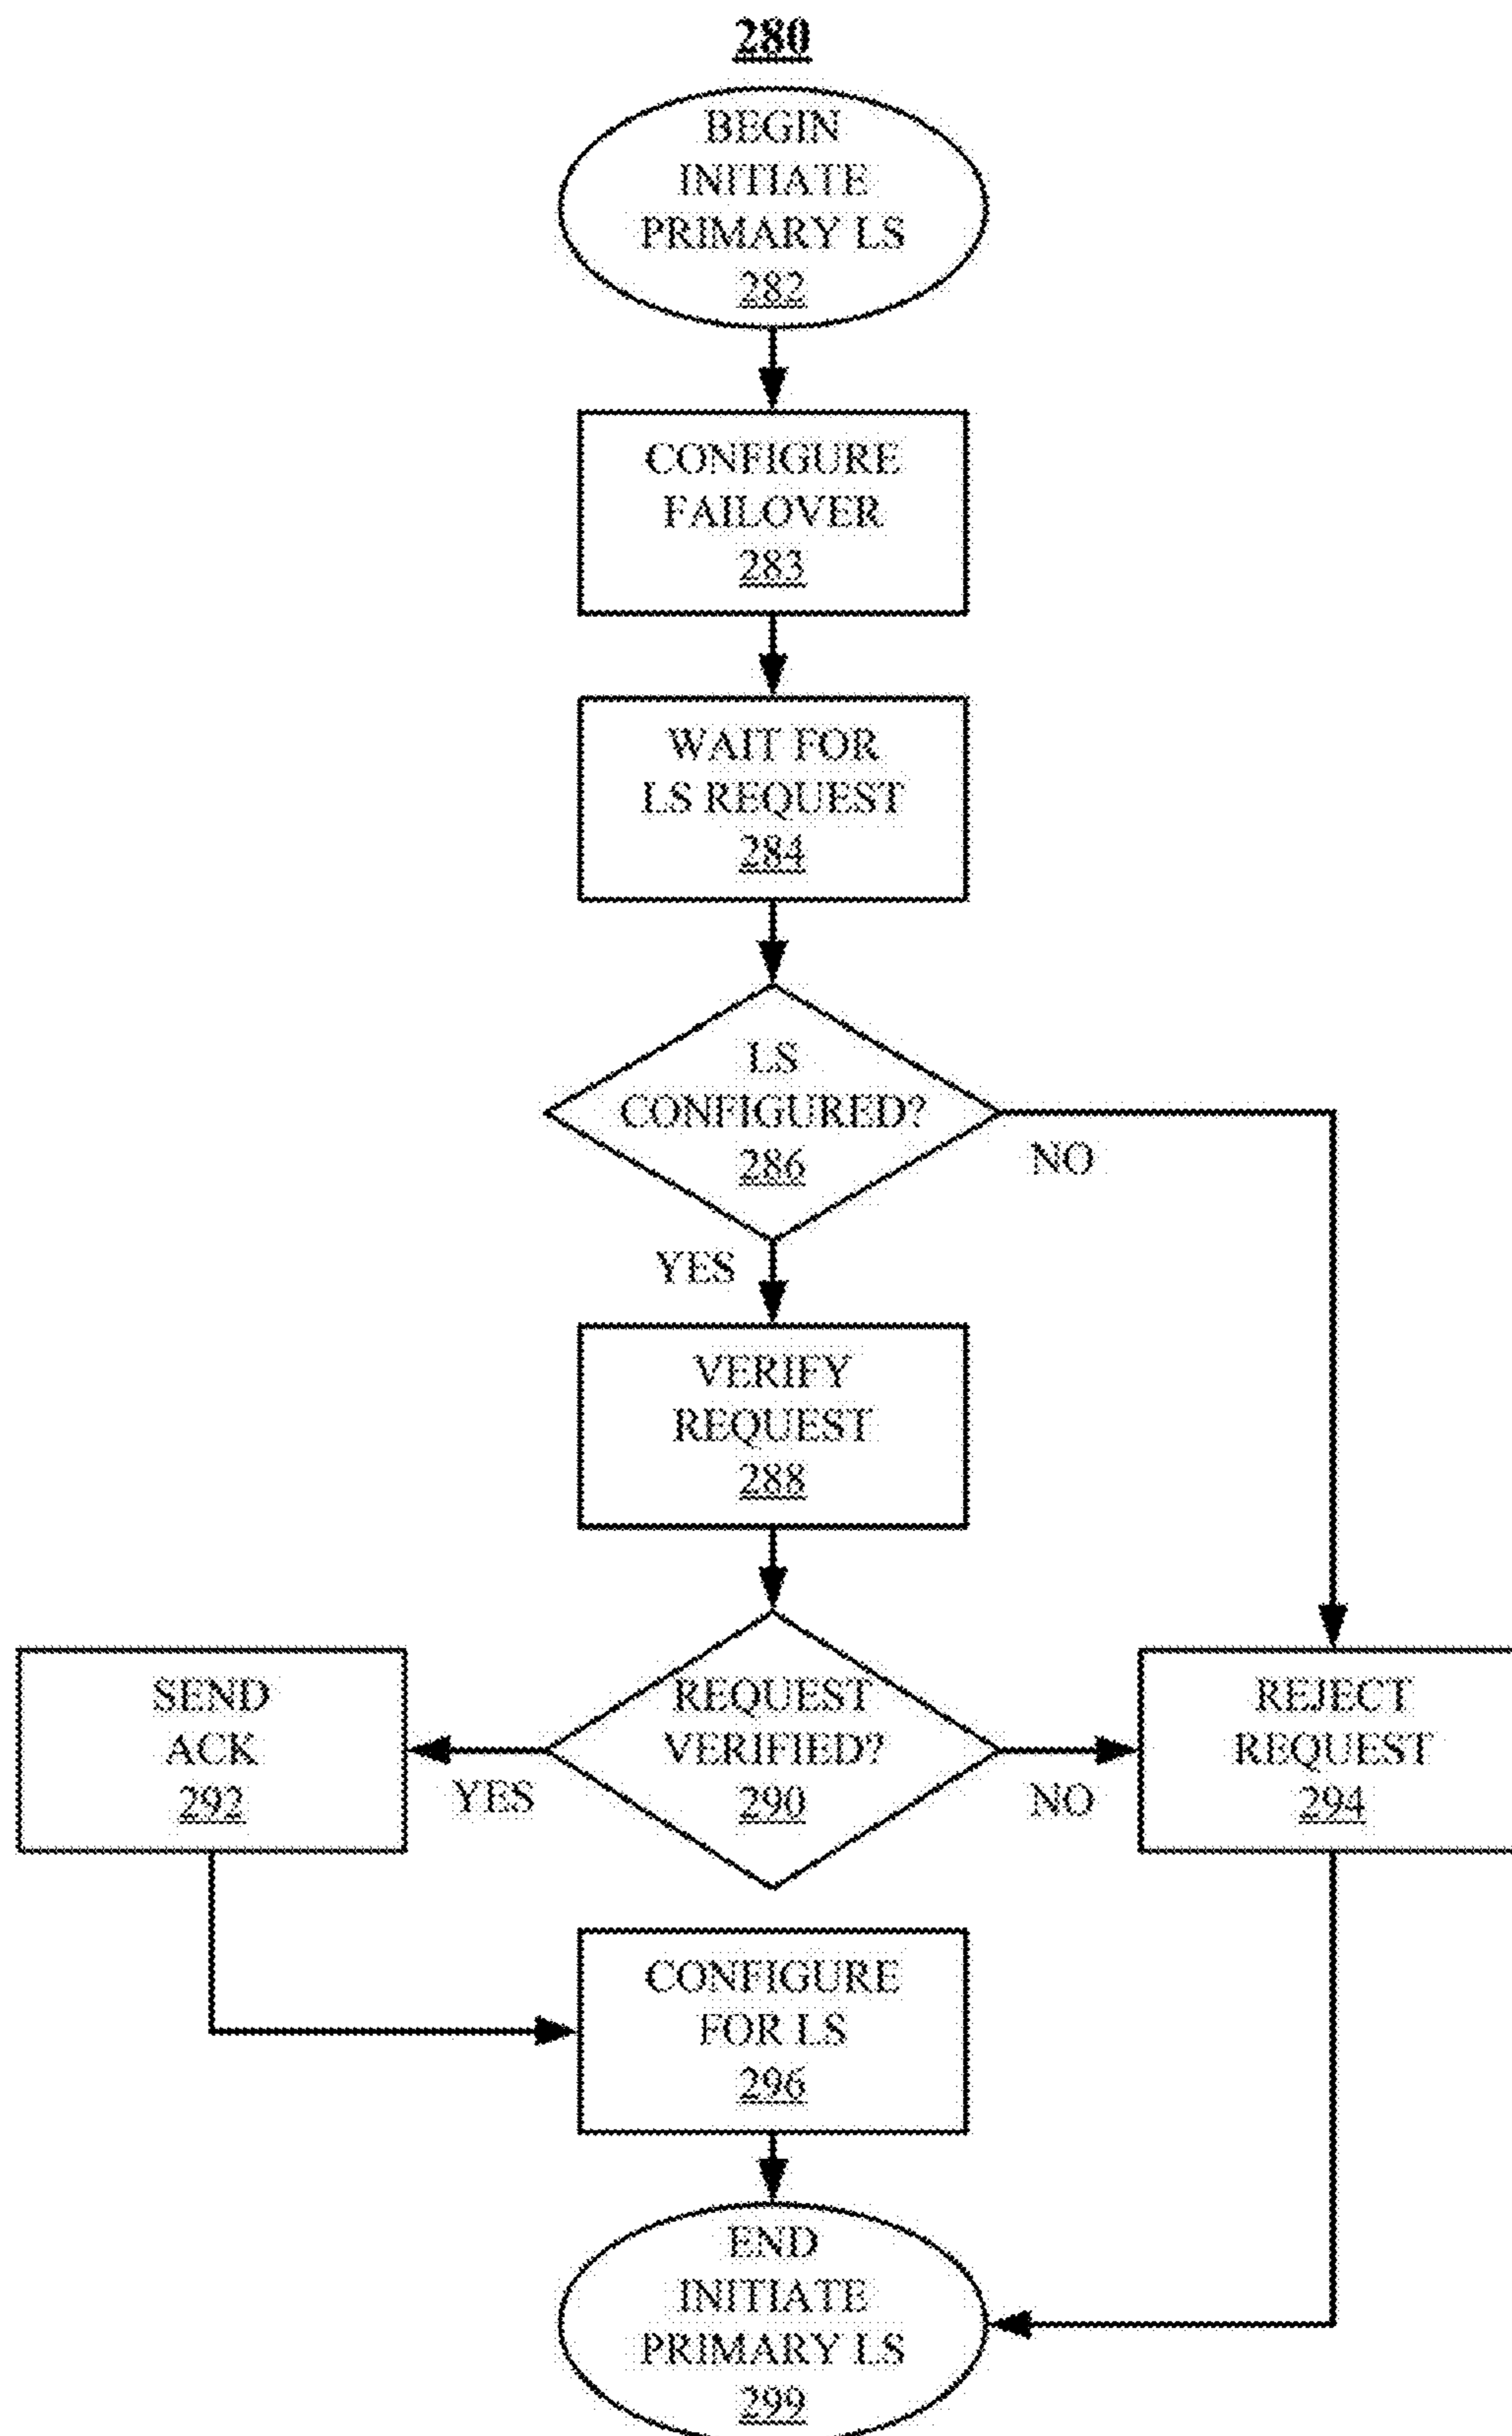 280
BEGIN
INITIATE
PRIMARY LS
282
CONFIGURE
FAILOVER
283
WAIT FOR
LS REQUEST
284
LS
CONFIGURED?
286
NO
YES
VERIFY
REQUEST
288
SEND
ACK
292
YES
REQUEST
VERIFIED?
290
NO
REJECT
REQUEST
294
CONFIGURE
FOR LS
296
END
INITIATE
PRIMARY LS
299